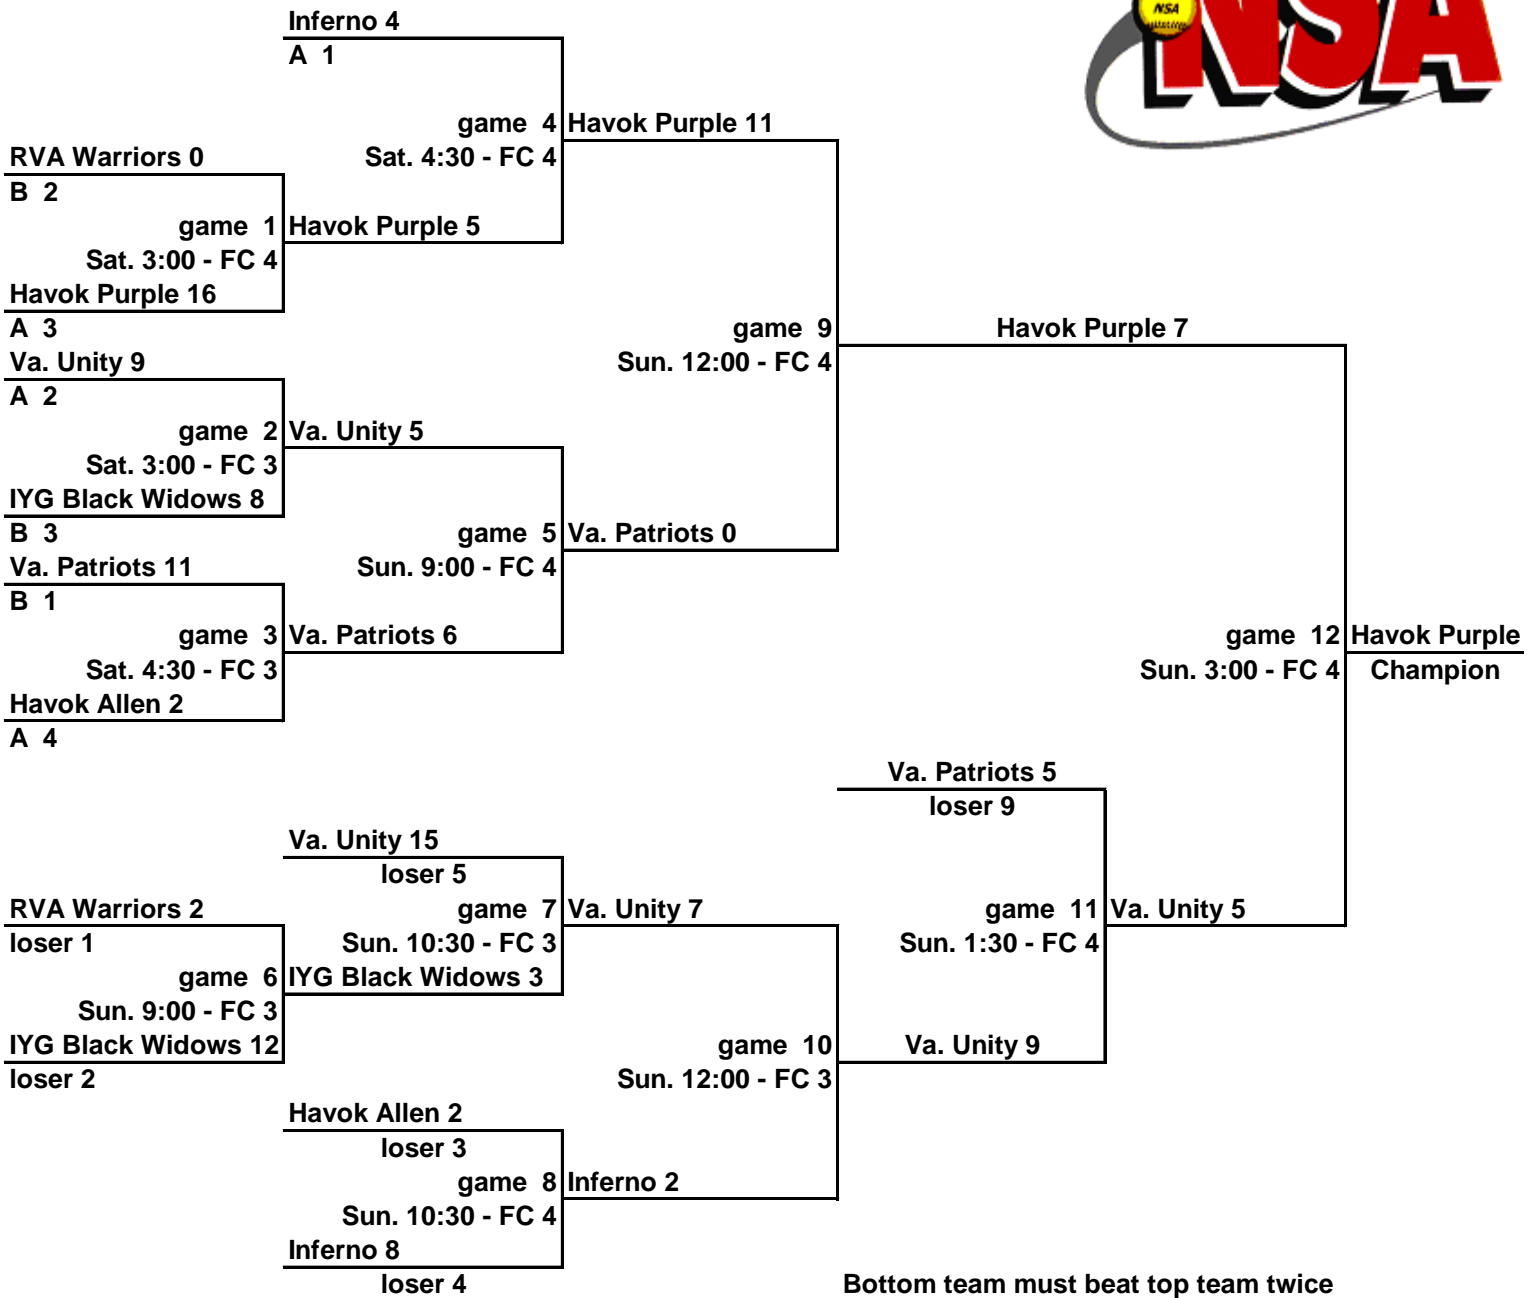 Inferno 4
A 1
NSA
NSA
game 4 Havok Purple 11
RVA Warriors 0 Sat. 4:30 - FC 4
B 2
game 1 Havok Purple 5
Sat. 3:00 - FC 4
Havok Purple 16
A 3 game 9 Havok Purple 7
Va. Unity 9 Sun. 12:00 - FC 4
A 2
game 2 Va. Unity 5
Sat. 3:00 - FC 3
IYG Black Widows 8
B 3 game 5 Va. Patriots 0
Va. Patriots 11 Sun. 9:00 - FC 4
B 1
game 3 Va. Patriots 6 game 12 Havok Purple
Sat. 4:30 - FC 3 Sun. 3:00 - FC 4 Champion
Havok Allen 2
A 4
Va. Patriots 5
loser 9
Va. Unity 15
loser 5
RVA Warriors 2 game 7 Va. Unity 7 game 11 Va. Unity 5
loser 1 Sun. 10:30 - FC 3 Sun. 1:30 - FC 4
game 6 IYG Black Widows 3
Sun. 9:00 - FC 3
IYG Black Widows 12 game 10 Va. Unity 9
loser 2 Sun. 12:00 - FC 3
Havok Allen 2
loser 3
game 8 Inferno 2
Sun. 10:30 - FC 4
Inferno 8
loser 4 Bottom team must beat top team twice